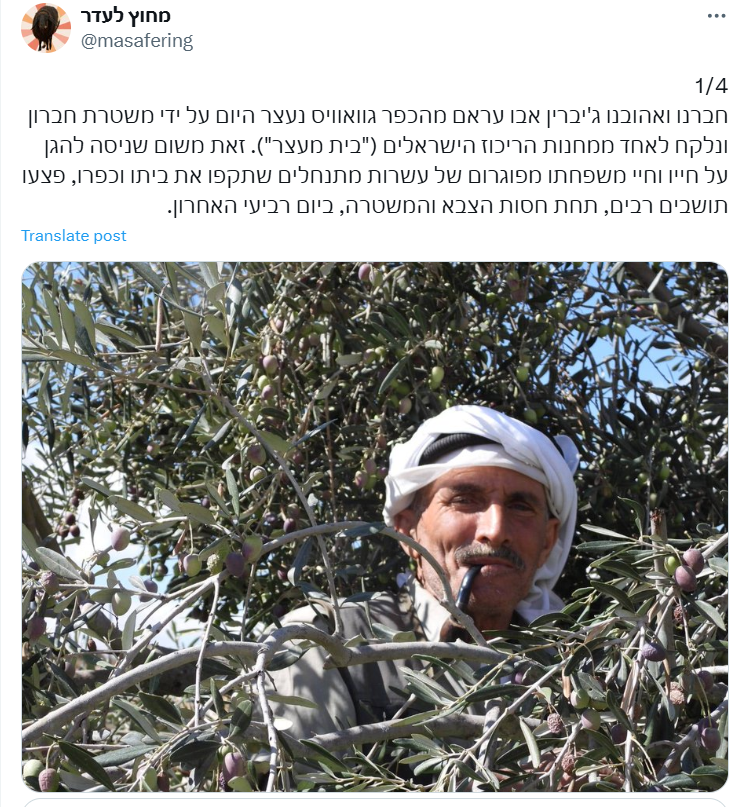 מחוץ לעדר
@masafering
1/4
חברנו ואהובנו ג'יברין אבו עראם מהכפר גוואוויס נעצר היום על ידי משטרת חברון
ונלקח לאחד ממחנות הריכוז הישראלים ("בית מעצר"). זאת משום שניסה להגן
על חייו וחיי משפחתו מפוגרום של עשרות מתנחלים שתקפו את ביתו וכפרו, פצעו
תושבים רבים, תחת חסות הצבא והמשטרה, ביום רביעי האחרון.
Translate post